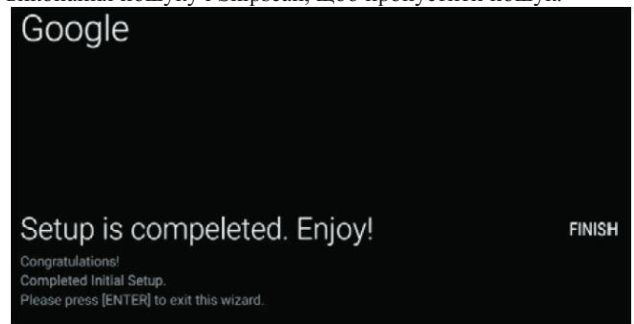 Google
Setup is compeleted. Enjoy!
FINISH
Congratulations!
Completed Initial Setup.
Please press [ENTER] to exit this wizard.